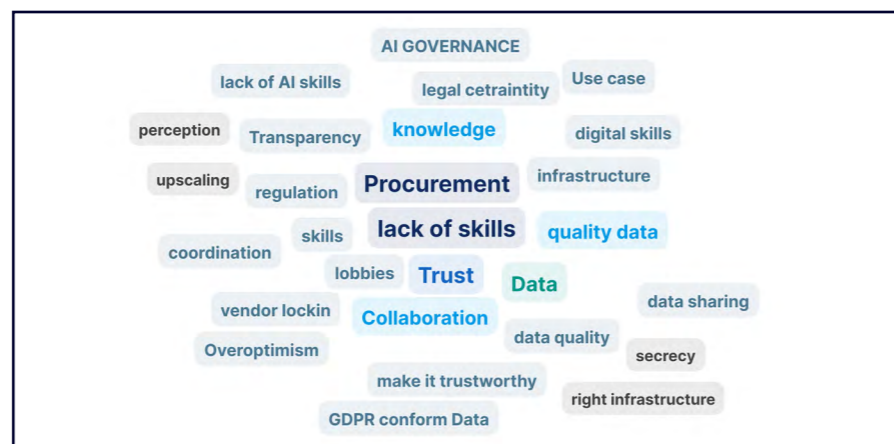 AI GOVERNANCE
lack of AI skills
legal cetraintity
Use case
perception
Transparency
knowledge
digital skills
upscaling
regulation
Procurement
infrastructure
coordination
skills
lack of skills
quality data
lobbies
Trust
Data
vendor lockin
Collaboration
data sharing
Overoptimism
data quality
secrecy
make it trustworthy
right infrastructure
GDPR conform Data